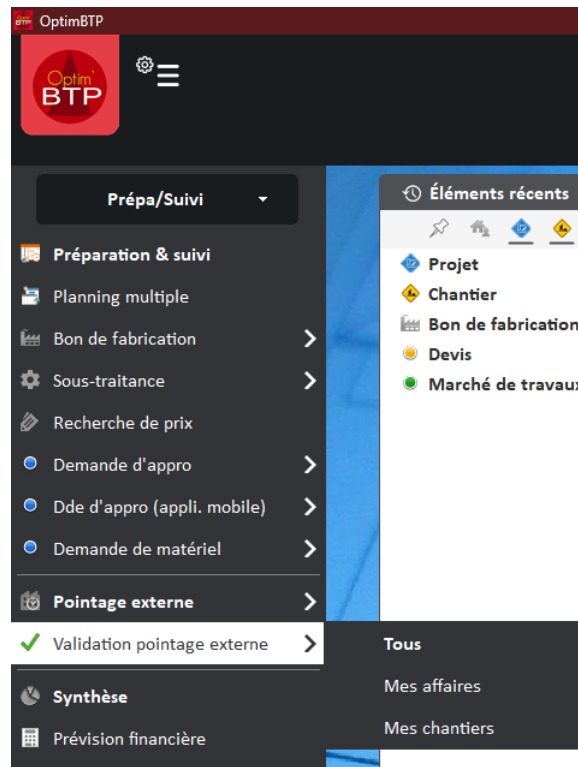 OptimBTP
Optim'
BTP
Prépa/Suivi
Préparation & suivi
Planning multiple
Bon de fabrication
Sous-traitance
Recherche de prix
Demande d'appro
Dde d'appro (appli. mobile)
Demande de matériel
Pointage externe
Validation pointage externe
Synthèse
Prévision financière
Éléments récents
Projet
Chantier
Bon de fabrication
Devis
Marché de travaux
Tous
Mes affaires
Mes chantiers